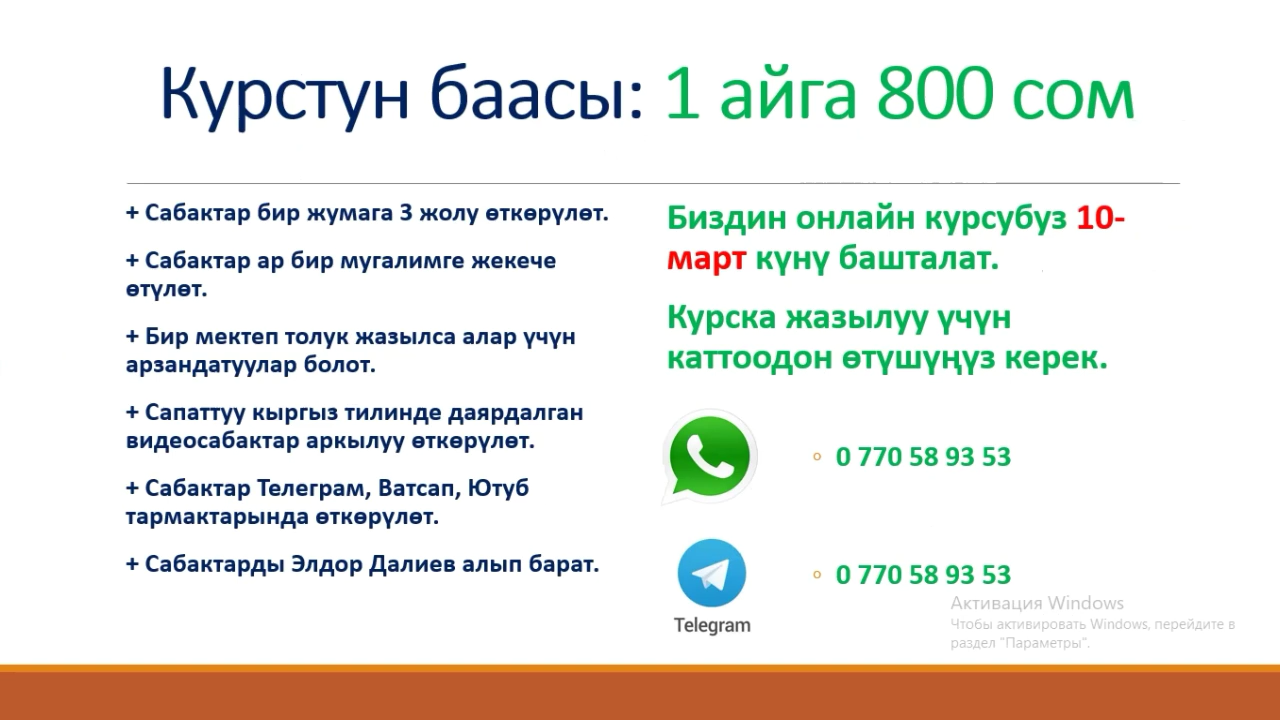 Курстун баасы: 1 айга 800 сом
+ Сабактар бир жумага 3 жолу өткөрүлөт.
+ Сабактар ар бир мугалимге жекече
өтүлөт.
+ Бир мектеп толук жазылса алар үчүн
арзандатуулар болот.
+ Сапаттуу кыргыз тилинде даярдалган
видеосабактар аркылуу өткөрүлөт.
+ Сабактар Телеграм, Ватсап, Ютуб
тармактарында өткөрүлөт.
+ Сабактарды Элдор Далиев алып барат.
Биздин онлайн курсубуз 10-
март күнү башталат.
Курска жазылуу үчүн
каттоодон өтүшүңүз керек.
0 770 58 93 53
0 770 58 93 53
Telegram
Активация Windows
Чтобы активировать Windows, перейдите в
раздел "Параметры".